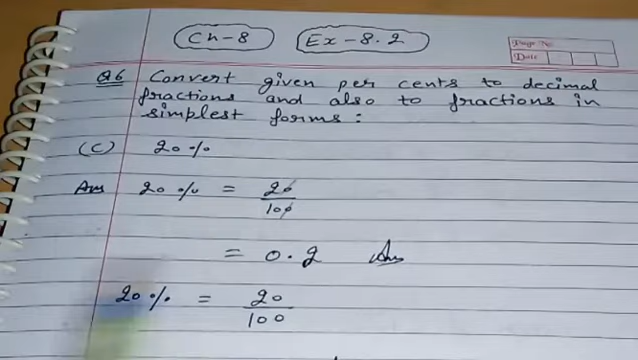 Ch-8 Ex-8.2
Page No.
Date
Q6 Convert given per cents to decimal
fractions and also to fractions in
simplest forms:
(c) 20%
Ans 20% = 20/100
= 0.2 Ans
20% = 20/100